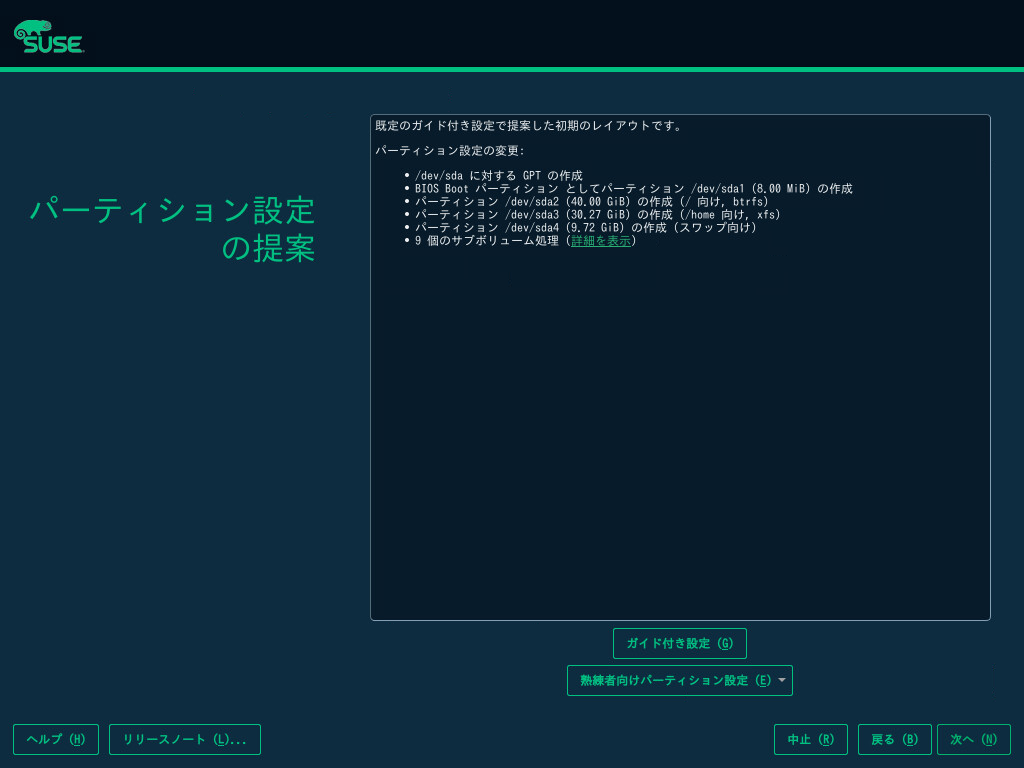 SUSE
パーティション設定
の提案
既定のガイド付き設定で提案した初期のレイアウトです。
パーティション設定の変更:
• /dev/sda に対する GPT の作成
• BIOS Boot パーティション としてパーティション /dev/sda1 (8.00 MiB) の作成
• パーティション /dev/sda2 (40.00 GiB) の作成 (/ 向け, btrfs)
• パーティション /dev/sda3 (30.27 GiB) の作成 (/home 向け, xfs)
• パーティション /dev/sda4 (9.72 GiB) の作成 (スワップ向け)
• 9 個のサブボリューム処理 (詳細を表示)
ガイド付き設定 (G)
熟練者向けパーティション設定 (E)
ヘルプ (H)
リリースノート (L)...
中止 (R)
戻る (B)
次へ (N)